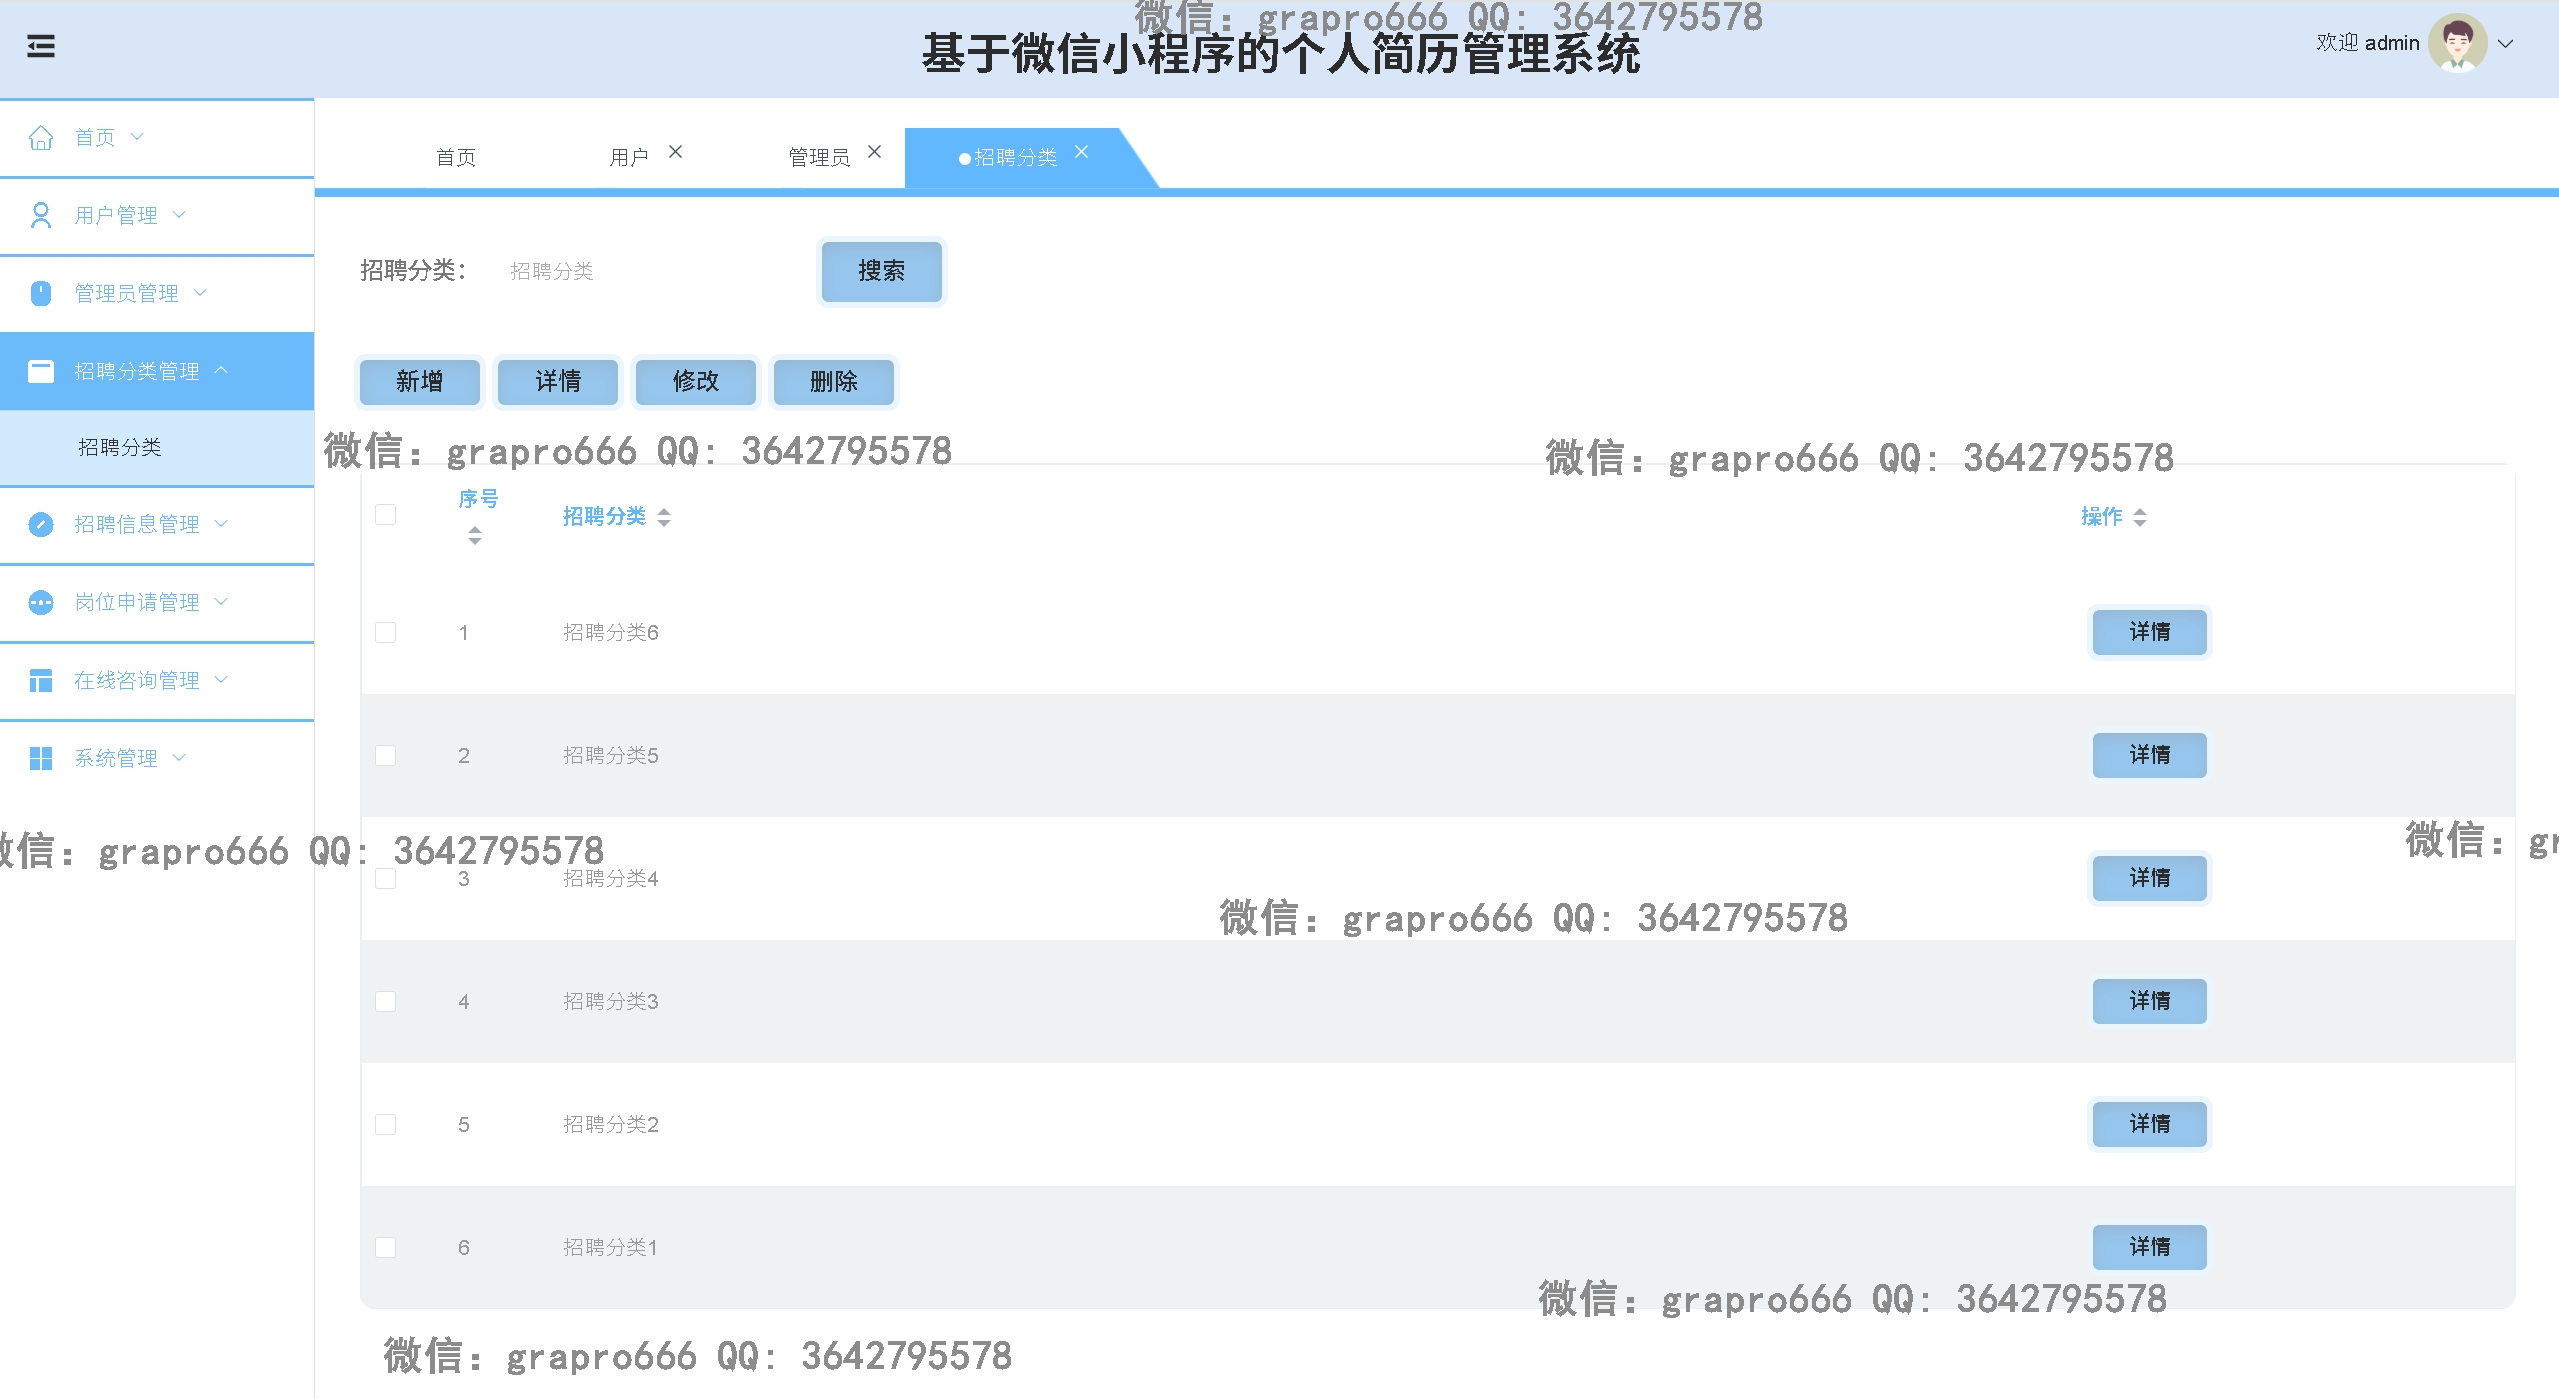 微信: grapro666 QQ: 3642795578
基于微信小程序的个人简历管理系统
欢迎 admin
首页
用户管理
管理员管理
招聘分类管理
招聘分类
招聘信息管理
岗位申请管理
在线咨询管理
系统管理
首页 用户 管理员 招聘分类
招聘分类: 招聘分类 搜索
新增 详情 修改 删除
微信: grapro666 QQ: 3642795578
微信: grapro666 QQ: 3642795578
序号 招聘分类 操作
1 招聘分类6 详情
2 招聘分类5 详情
微信: grapro666 QQ: 3642795578
微信: gr
3 招聘分类4 详情
微信: grapro666 QQ: 3642795578
4 招聘分类3 详情
5 招聘分类2 详情
6 招聘分类1 详情
微信: grapro666 QQ: 3642795578
微信: grapro666 QQ: 3642795578